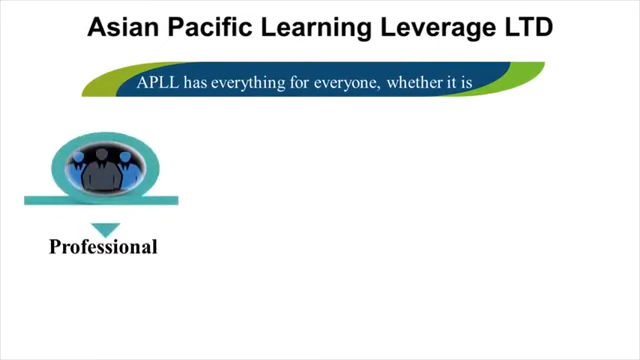 Asian Pacific Learning Leverage LTD
APLL has everything for everyone, whether it is
Professional